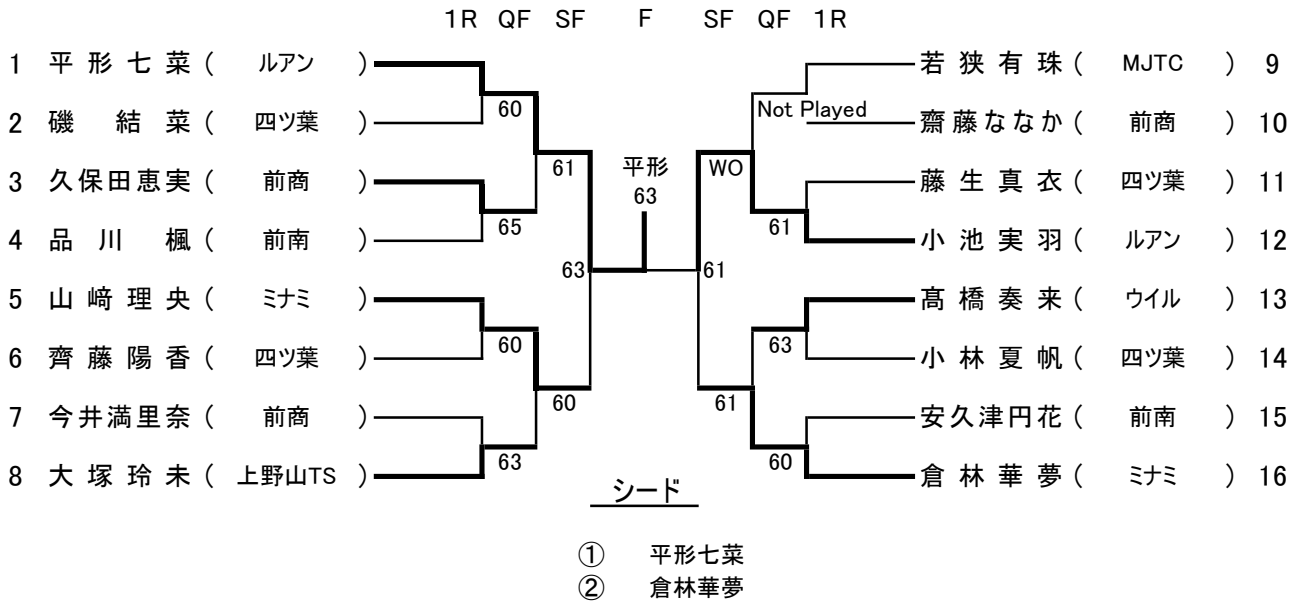 1R QF SF F SF QF 1R
1 平形七菜 ( ルアン ) 若狭有珠 ( MJTC ) 9
60 Not Played
2 磯 結菜 ( 四ツ葉 ) 齋藤ななか ( 前商 ) 10
61 平形 WO
3 久保田恵実 ( 前商 ) 63 藤生真衣 ( 四ツ葉 ) 11
65 61
4 品川 楓 ( 前南 ) 小池実羽 ( ルアン ) 12
63 61
5 山﨑理央 ( ミナミ ) 髙橋奏来 ( ウイル ) 13
60 63
6 齊藤陽香 ( 四ツ葉 ) 小林夏帆 ( 四ツ葉 ) 14
60 61
7 今井満里奈 ( 前商 ) 安久津円花 ( 前南 ) 15
63 60
8 大塚玲未 ( 上野山TS ) 倉林華夢 ( ミナミ ) 16
シード
① 平形七菜
② 倉林華夢